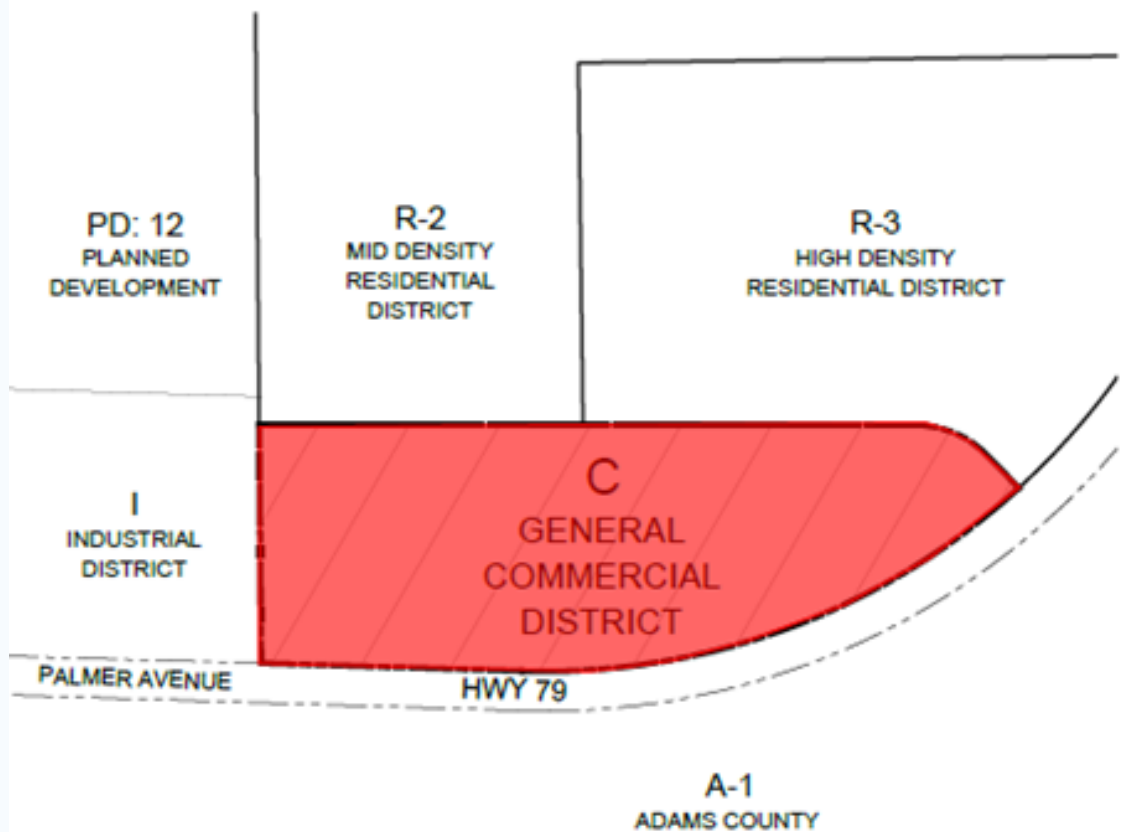 PD: 12
PLANNED
DEVELOPMENT
R-2
MID DENSITY
RESIDENTIAL
DISTRICT
R-3
HIGH DENSITY
RESIDENTIAL DISTRICT
I
INDUSTRIAL
DISTRICT
C
GENERAL
COMMERCIAL
DISTRICT
PALMER AVENUE
HWY 79
A-1
ADAMS COUNTY